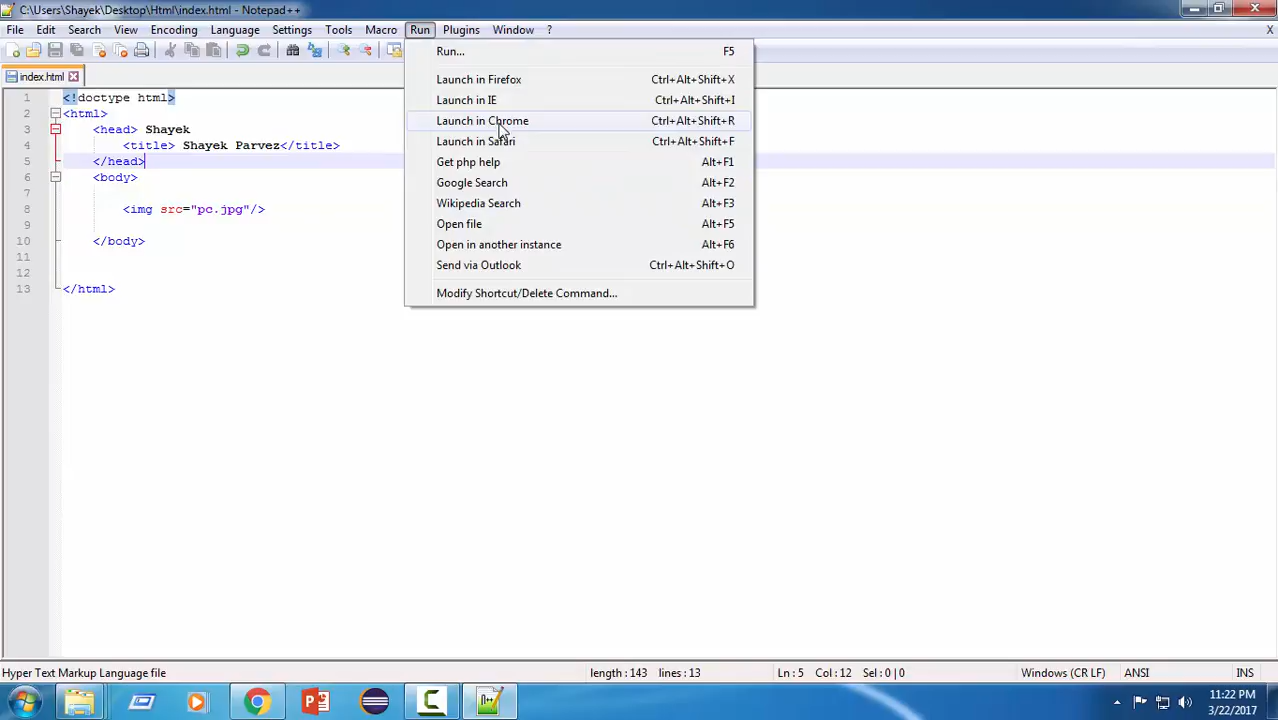 C:\Users\Shayek\Desktop\Html\index.html - Notepad++
File Edit Search View Encoding Language Settings Tools Macro Run Plugins Window ? X
index.html
1 <!doctype html>
2 <html>
3 <head> Shayek
4 <title> Shayek Parvez</title>
5 </head>
6 <body>
7
8 <img src="pc.jpg"/>
9
10 </body>
11
12
13 </html>
Run... F5
Launch in Firefox Ctrl+Alt+Shift+X
Launch in IE Ctrl+Alt+Shift+I
Launch in Chrome Ctrl+Alt+Shift+R
Launch in Safari Ctrl+Alt+Shift+F
Get php help Alt+F1
Google Search Alt+F2
Wikipedia Search Alt+F3
Open file Alt+F5
Open in another instance Alt+F6
Send via Outlook Ctrl+Alt+Shift+O
Modify Shortcut/Delete Command...
Hyper Text Markup Language file length : 143 lines : 13 Ln : 5 Col : 12 Sel : 0 | 0 Windows (CR LF) ANSI INS
11:22 PM
3/22/2017